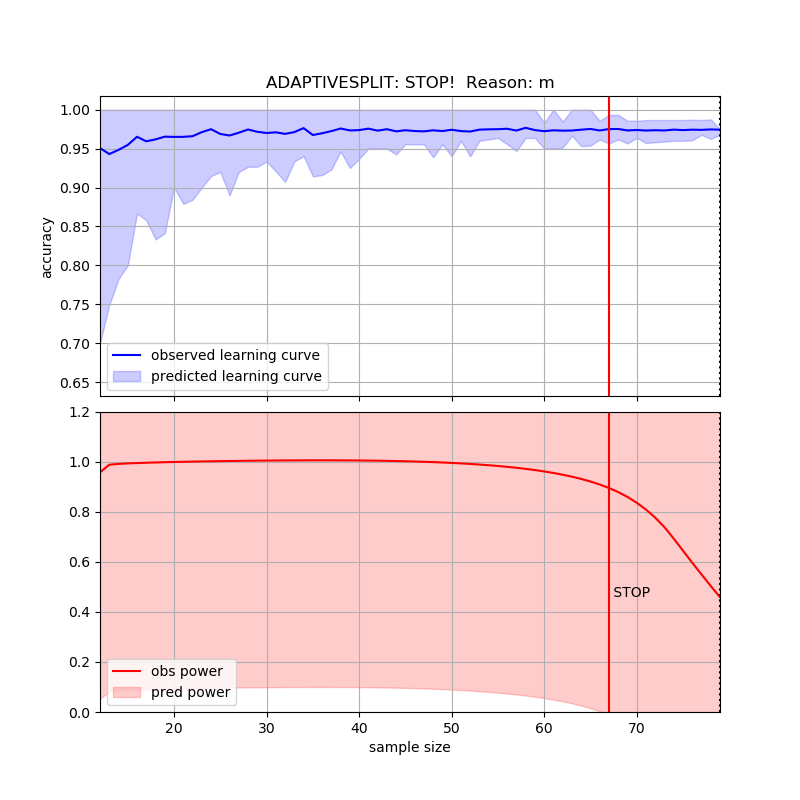 ADAPTIVESPLIT: STOP!  Reason: m
1.00
0.95
0.90
0.85
0.80
0.75
0.70
0.65
accuracy
observed learning curve
predicted learning curve
1.2
1.0
0.8
0.6
0.4
0.2
0.0
STOP
obs power
pred power
20 30 40 50 60 70
sample size